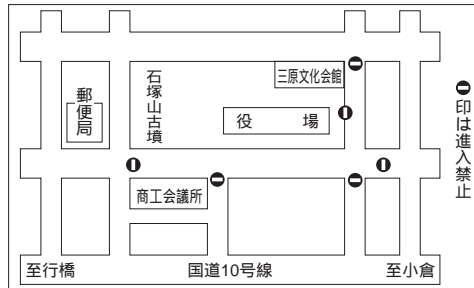 三原文化会館
石塚山古墳
郵便局
役　場
印は進入禁止
商工会議所
至行橋
国道10号線
至小倉